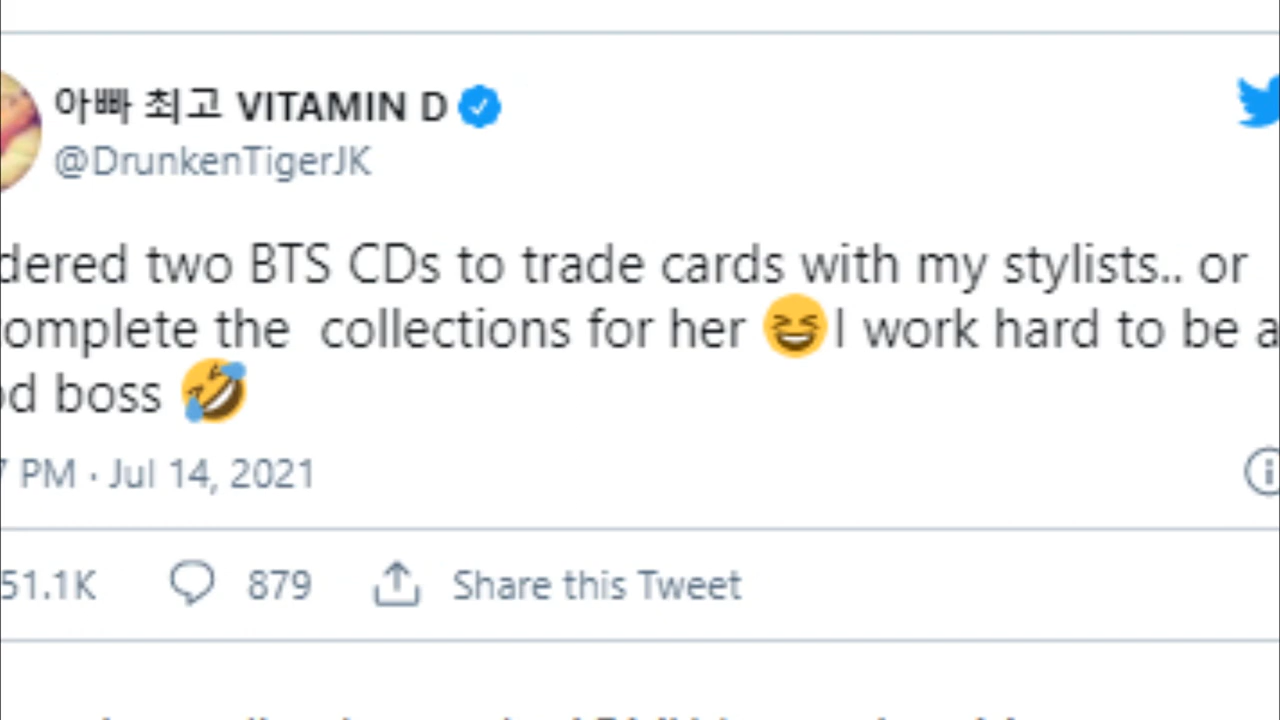 아빠 최고 VITAMIN D
@DrunkenTigerJK
dered two BTS CDs to trade cards with my stylists.. or
omplete the collections for her 😆I work hard to be a
od boss 🤣
7 PM · Jul 14, 2021
51.1K 879 Share this Tweet